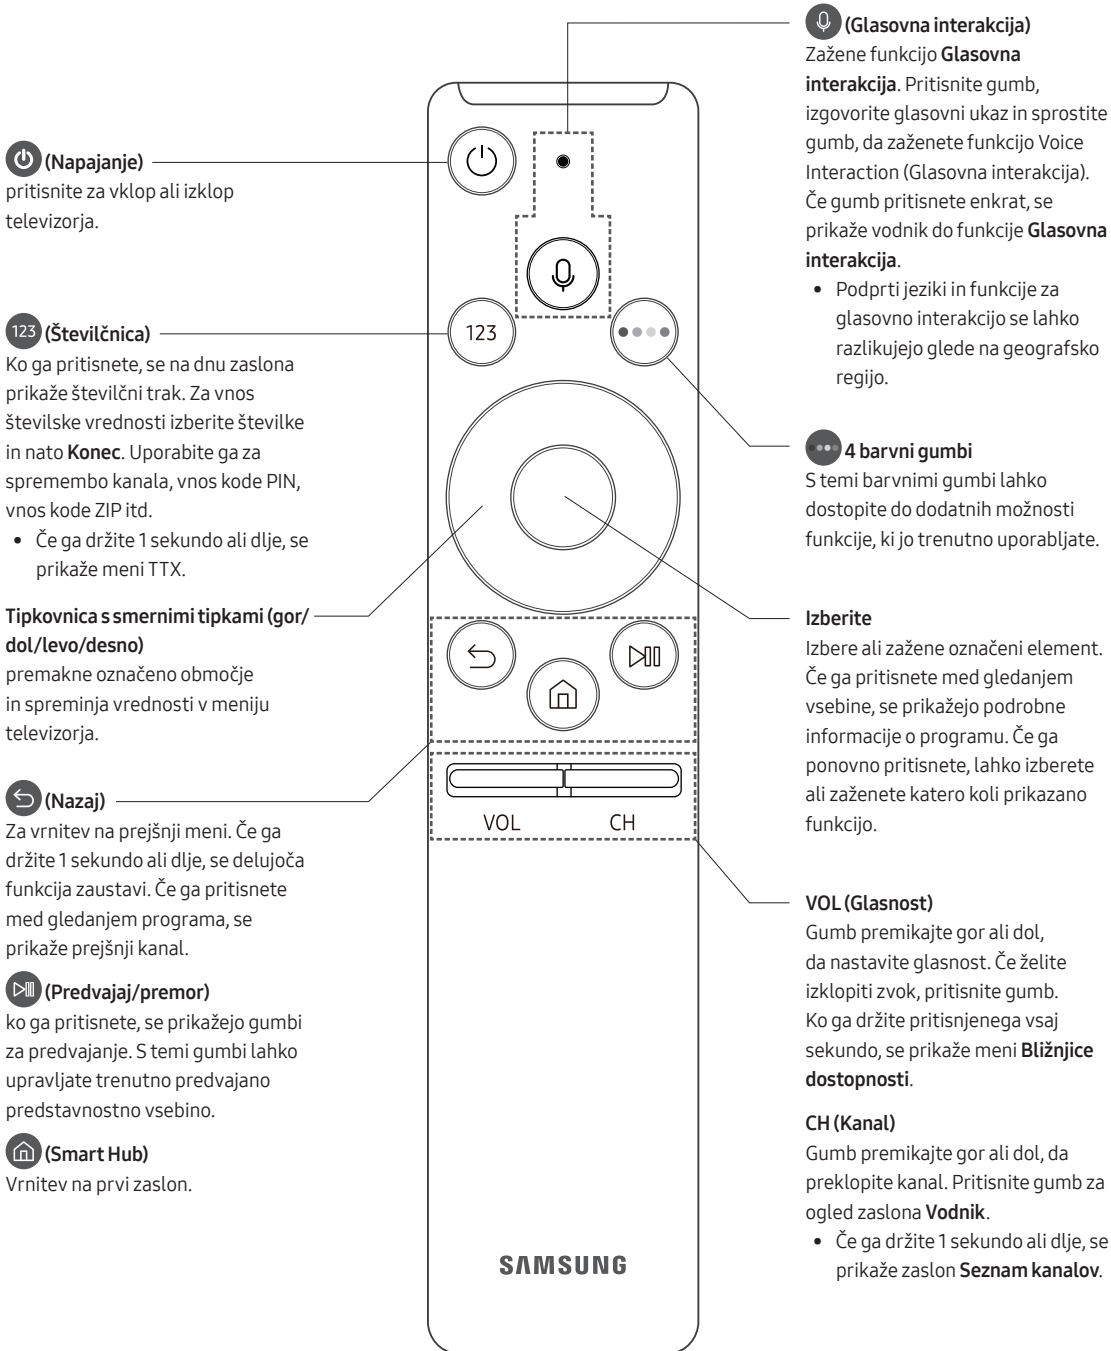 (Napajanje)
pritisnite za vklop ali izklop
televizorja.
123 (Številčnica)
Ko ga pritisnete, se na dnu zaslona
prikaže številčni trak. Za vnos
številske vrednosti izberite številke
in nato Konec. Uporabite ga za
spremembo kanala, vnos kode PIN,
vnos kode ZIP itd.
• Če ga držite 1 sekundo ali dlje, se
prikaže meni TTX.
Tipkovnica s smernimi tipkami (gor/
dol/levo/desno)
premakne označeno območje
in spreminja vrednosti v meniju
televizorja.
(Nazaj)
Za vrnitev na prejšnji meni. Če ga
držite 1 sekundo ali dlje, se delujoča
funkcija zaustavi. Če ga pritisnete
med gledanjem programa, se
prikaže prejšnji kanal.
(Predvajaj/premor)
ko ga pritisnete, se prikažejo gumbi
za predvajanje. S temi gumbi lahko
upravljate trenutno predvajano
predstavnostno vsebino.
(Smart Hub)
Vrnitev na prvi zaslon.
123
VOL CH
SAMSUNG
(Glasovna interakcija)
Zažene funkcijo Glasovna
interakcija. Pritisnite gumb,
izgovorite glasovni ukaz in sprostite
gumb, da zaženete funkcijo Voice
Interaction (Glasovna interakcija).
Če gumb pritisnete enkrat, se
prikaže vodnik do funkcije Glasovna
interakcija.
• Podprti jeziki in funkcije za
glasovno interakcijo se lahko
razlikujejo glede na geografsko
regijo.
4 barvni gumbi
S temi barvnimi gumbi lahko
dostopite do dodatnih možnosti
funkcije, ki jo trenutno uporabljate.
Izberite
Izbere ali zažene označeni element.
Če ga pritisnete med gledanjem
vsebine, se prikažejo podrobne
informacije o programu. Če ga
ponovno pritisnete, lahko izberete
ali zaženete katero koli prikazano
funkcijo.
VOL (Glasnost)
Gumb premikajte gor ali dol,
da nastavite glasnost. Če želite
izklopiti zvok, pritisnite gumb.
Ko ga držite pritisnjenega vsaj
sekundo, se prikaže meni Bližnjice
dostopnosti.
CH (Kanal)
Gumb premikajte gor ali dol, da
preklopite kanal. Pritisnite gumb za
ogled zaslona Vodnik.
• Če ga držite 1 sekundo ali dlje, se
prikaže zaslon Seznam kanalov.